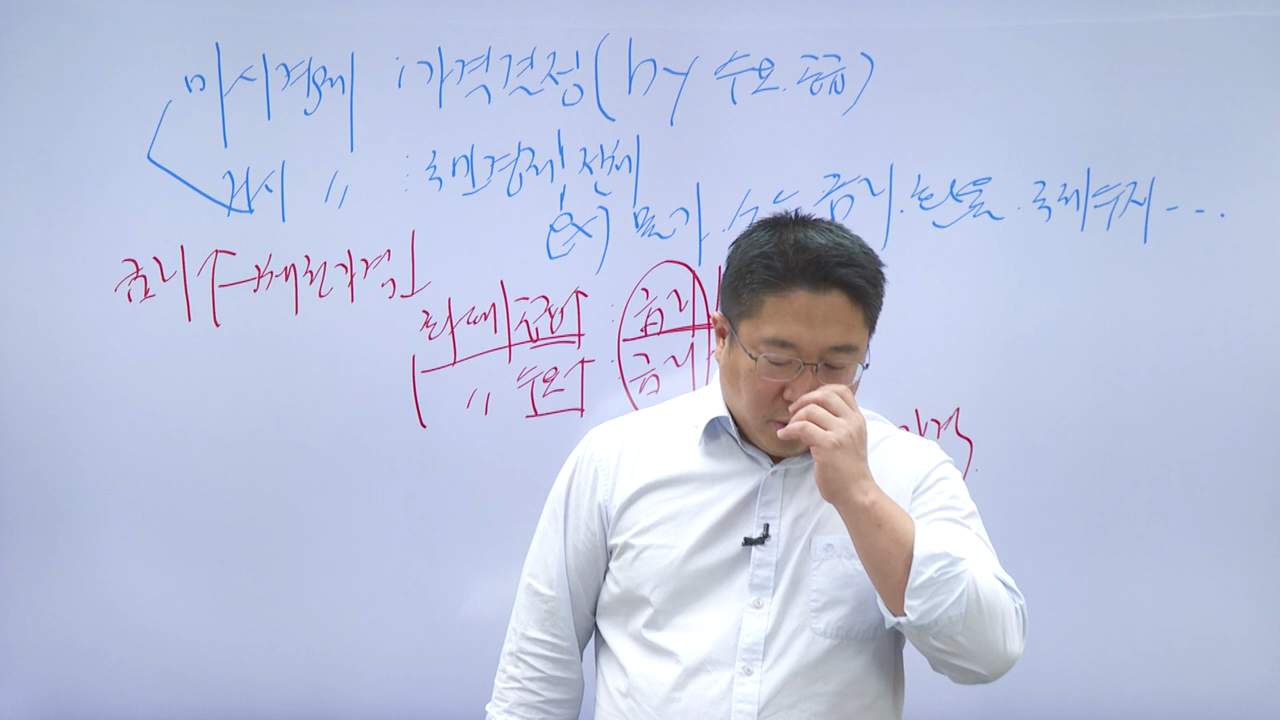 미시경제 : 가격결정(by 수요.공급)
거시 〃 : 국민경제 전체
ex) 물가. 금리. 환율. 국제수지---
금리↑ 채권가격↓
화폐 공급↑ : 금리
〃 수요↑ : 금리